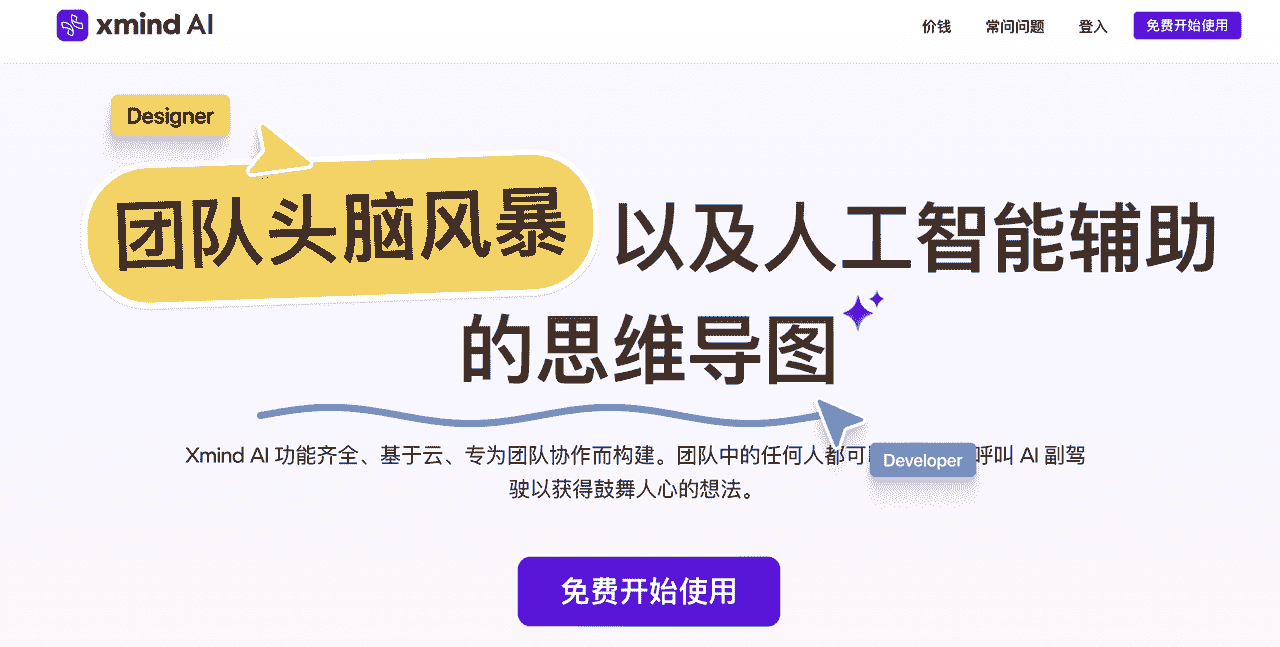 xmind AI
价钱 常问问题 登入 免费开始使用
Designer
团队头脑风暴 以及人工智能辅助
的思维导图
Xmind AI 功能齐全、基于云、专为团队协作而构建。团队中的任何人都可 呼叫 AI 副驾
Developer
驶以获得鼓舞人心的想法。
免费开始使用